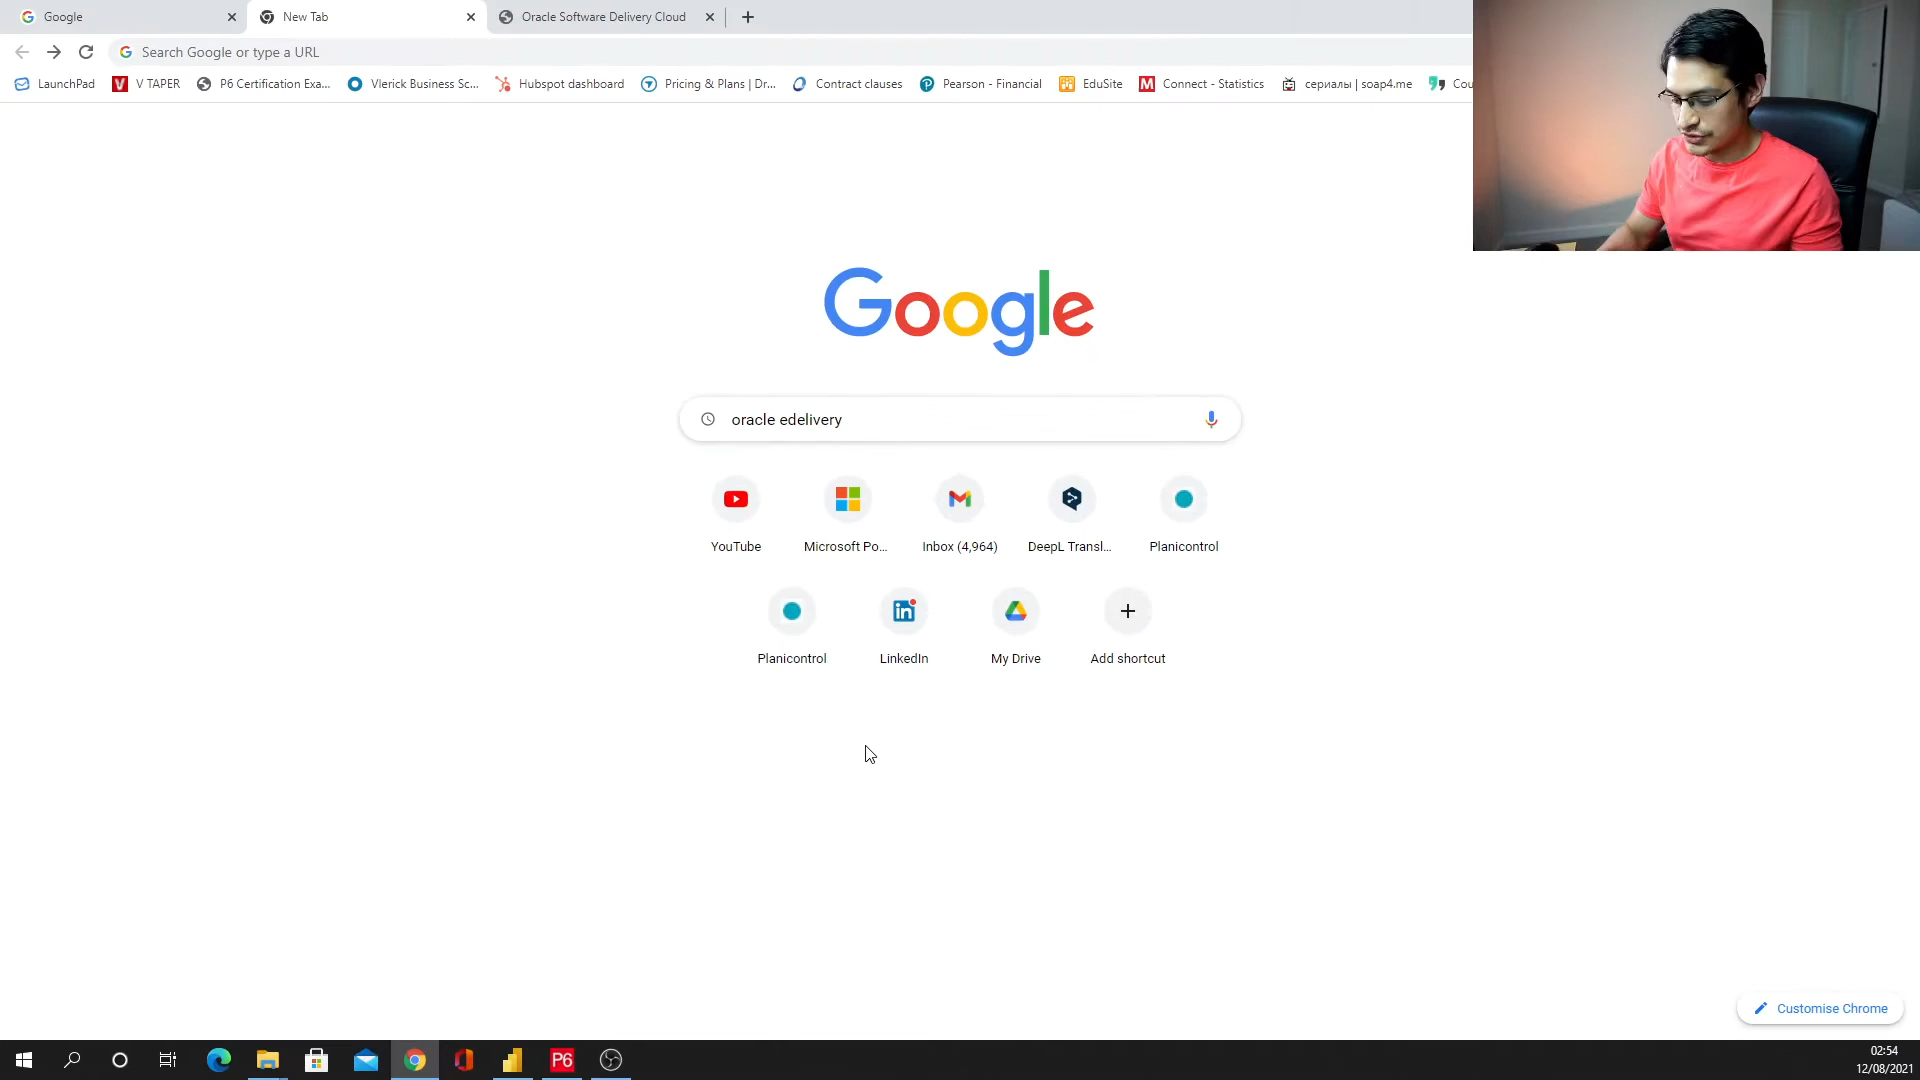 Google
New Tab
Oracle Software Delivery Cloud
Search Google or type a URL
LaunchPad
V TAPER
P6 Certification Exa...
Vlerick Business Sc...
Hubspot dashboard
Pricing & Plans | Dr...
Contract clauses
Pearson - Financial
EduSite
Connect - Statistics
сериалы | soap4.me
Cou
Google
oracle edelivery
YouTube
Microsoft Po...
Inbox (4,964)
DeepL Transl...
Planicontrol
Planicontrol
LinkedIn
My Drive
Add shortcut
Customise Chrome
P6
02:54
12/08/2021